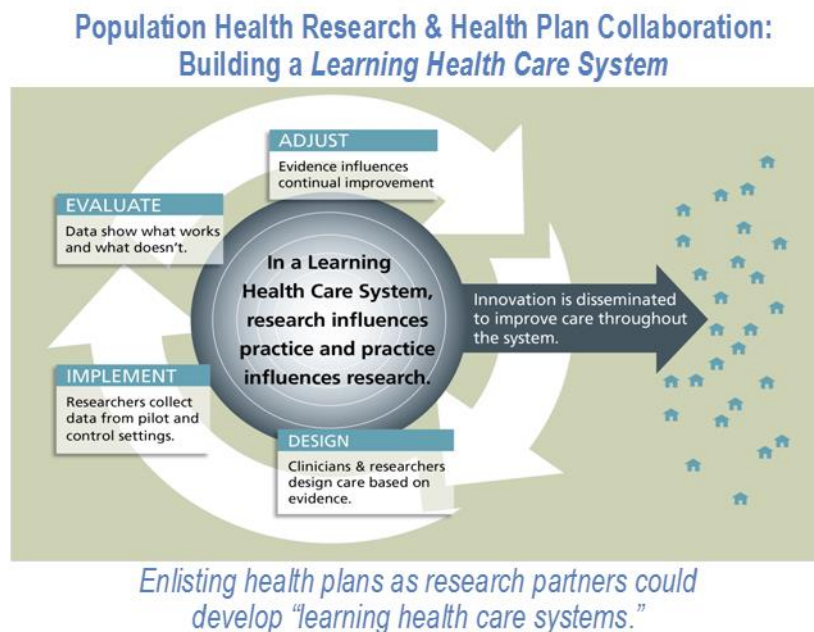 Population Health Research & Health Plan Collaboration:
Building a Learning Health Care System
ADJUST
Evidence influences
continual improvement
EVALUATE
Data show what works
and what doesn't.
In a Learning
Health Care System,
research influences
practice and practice
influences research.
Innovation is disseminated
to improve care throughout
the system.
IMPLEMENT
Researchers collect
data from pilot and
control settings.
DESIGN
Clinicians & researchers
design care based on
evidence.
Enlisting health plans as research partners could
develop “learning health care systems.”